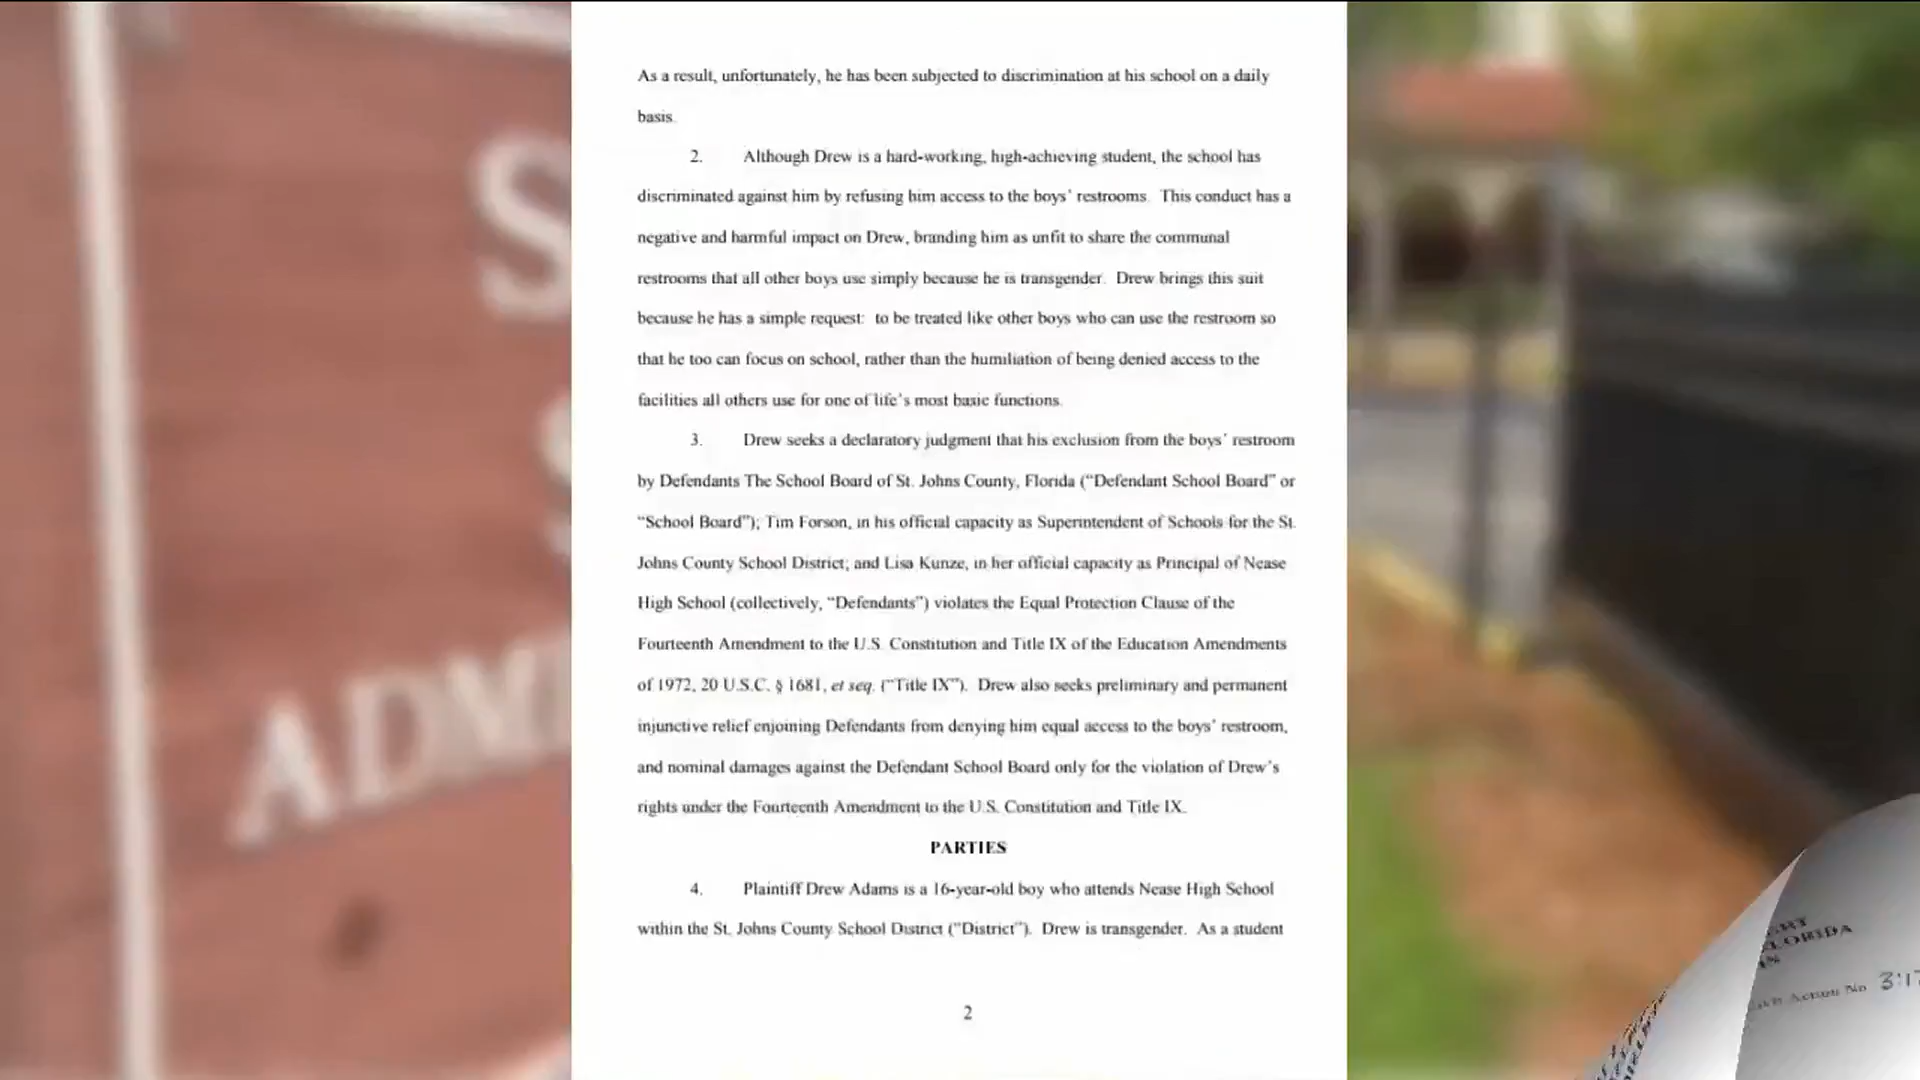 As a result, unfortunately, he has been subjected to discrimination at his school on a daily
basis.
2. Although Drew is a hard-working, high-achieving student, the school has
discriminated against him by refusing him access to the boys' restrooms. This conduct has a
negative and harmful impact on Drew, branding him as unfit to share the communal
restrooms that all other boys use simply because he is transgender. Drew brings this suit
because he has a simple request: to be treated like other boys who can use the restroom so
that he too can focus on school, rather than the humiliation of being denied access to the
facilities all others use for one of life's most basic functions.
3. Drew seeks a declaratory judgment that his exclusion from the boys' restroom
by Defendants The School Board of St. Johns County, Florida ("Defendant School Board" or
"School Board"); Tim Forson, in his official capacity as Superintendent of Schools for the St.
Johns County School District; and Lisa Kunze, in her official capacity as Principal of Nease
High School (collectively, "Defendants") violates the Equal Protection Clause of the
Fourteenth Amendment to the U.S. Constitution and Title IX of the Education Amendments
of 1972, 20 U.S.C. § 1681, et seq. ("Title IX"). Drew also seeks preliminary and permanent
injunctive relief enjoining Defendants from denying him equal access to the boys' restroom,
and nominal damages against the Defendant School Board only for the violation of Drew's
rights under the Fourteenth Amendment to the U.S. Constitution and Title IX.
PARTIES
4. Plaintiff Drew Adams is a 16-year-old boy who attends Nease High School
within the St. Johns County School District ("District"). Drew is transgender. As a student
2
S
ADM
FLORIDA
Action No 3:17